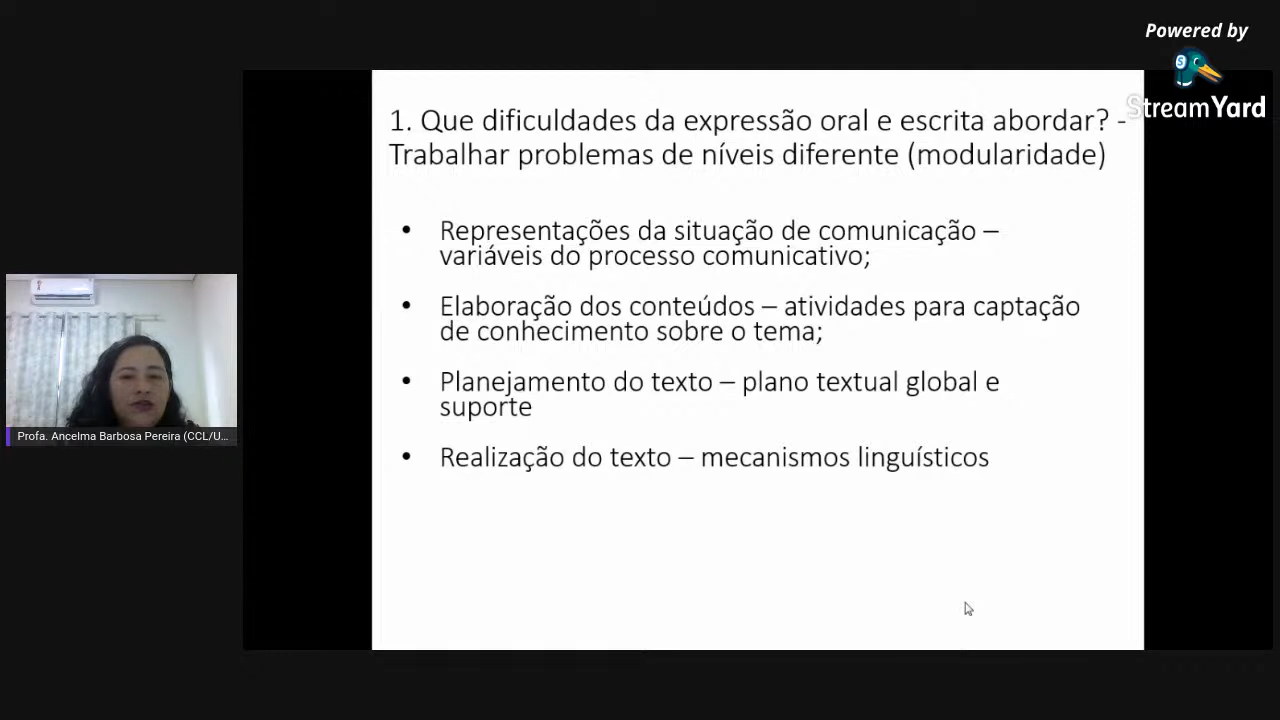 Powered by
StreamYard
1. Que dificuldades da expressão oral e escrita abordar? -
Trabalhar problemas de níveis diferente (modularidade)
• Representações da situação de comunicação –
variáveis do processo comunicativo;
• Elaboração dos conteúdos – atividades para captação
de conhecimento sobre o tema;
• Planejamento do texto – plano textual global e
suporte
• Realização do texto – mecanismos linguísticos
Profa. Ancelma Barbosa Pereira (CCL/U...